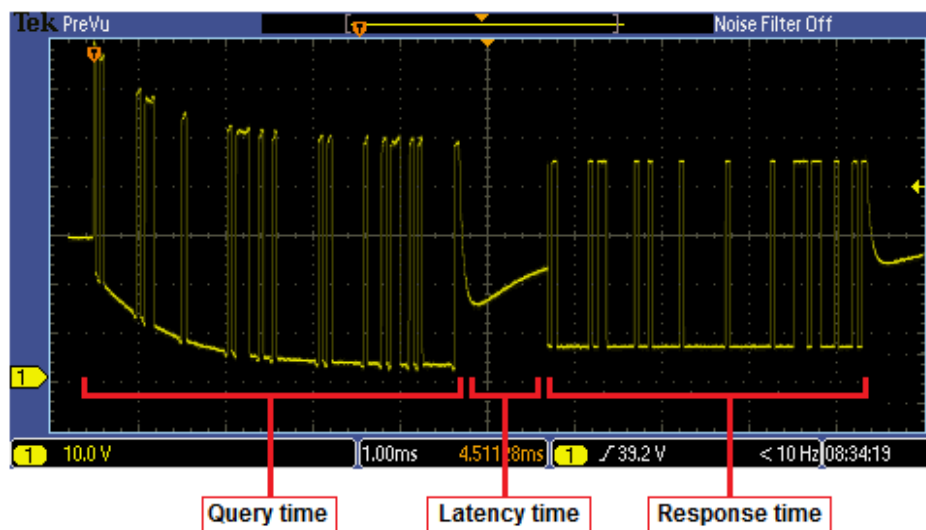 Tek PreVu Noise Filter Off
T
T
1
1 10.0 V 1.00ms 4.51128ms 1 39.2 V < 10 Hz 08:34:19
Query time Latency time Response time